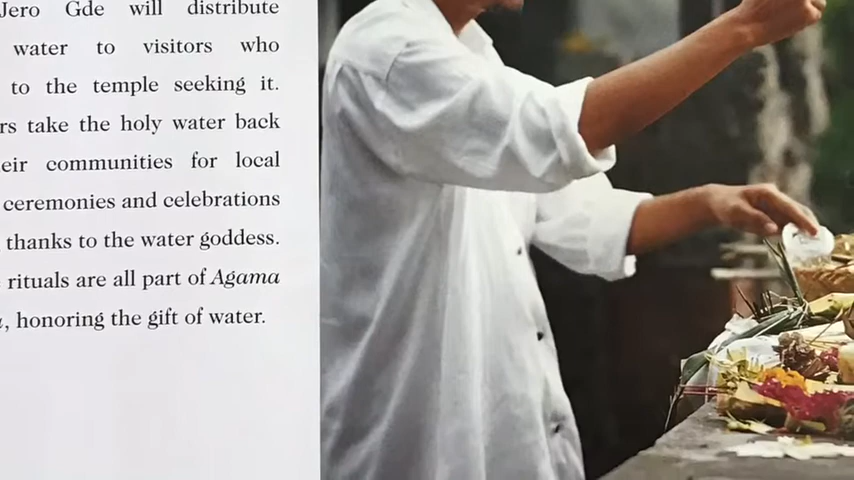 Jero Gde will distribute
water to visitors who
to the temple seeking it.
take the holy water back
communities for local
ceremonies and celebrations
thanks to the water goddess.
rituals are all part of Agama
, honoring the gift of water.